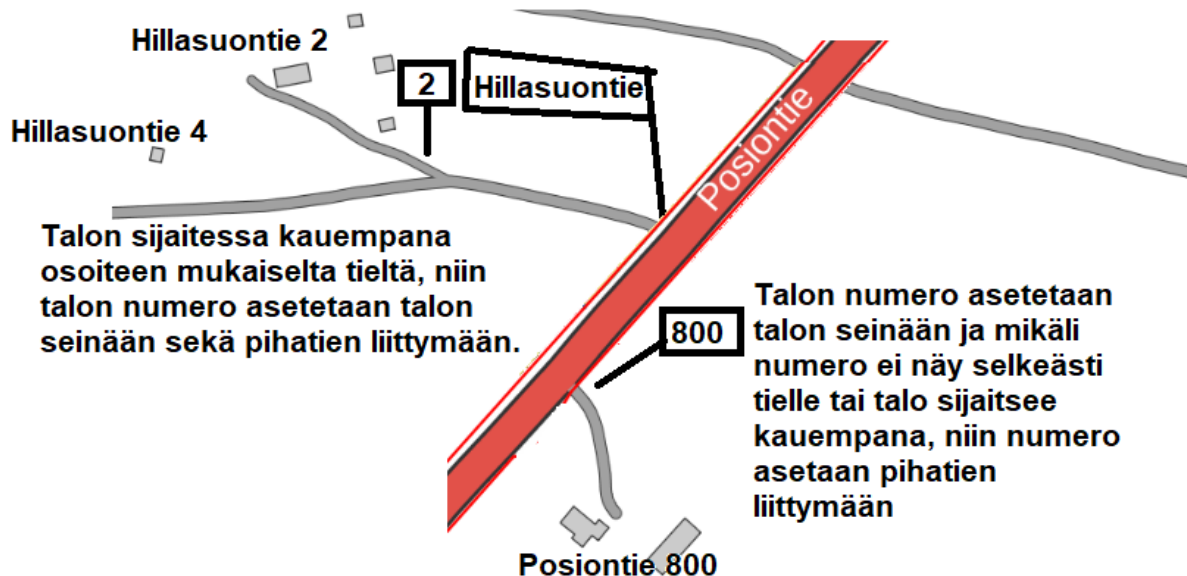 Hillasuontie 2
2
Hillasuontie
Hillasuontie 4
Posiontie
Talon sijaitessa kauempana
osoiteen mukaiselta tieltä, niin
talon numero asetetaan talon
seinään sekä pihatien liittymään.
800
Talon numero asetetaan
talon seinään ja mikäli
numero ei näy selkeästi
tielle tai talo sijaitsee
kauempana, niin numero
asetaan pihatien
liittymään
Posiontie 800